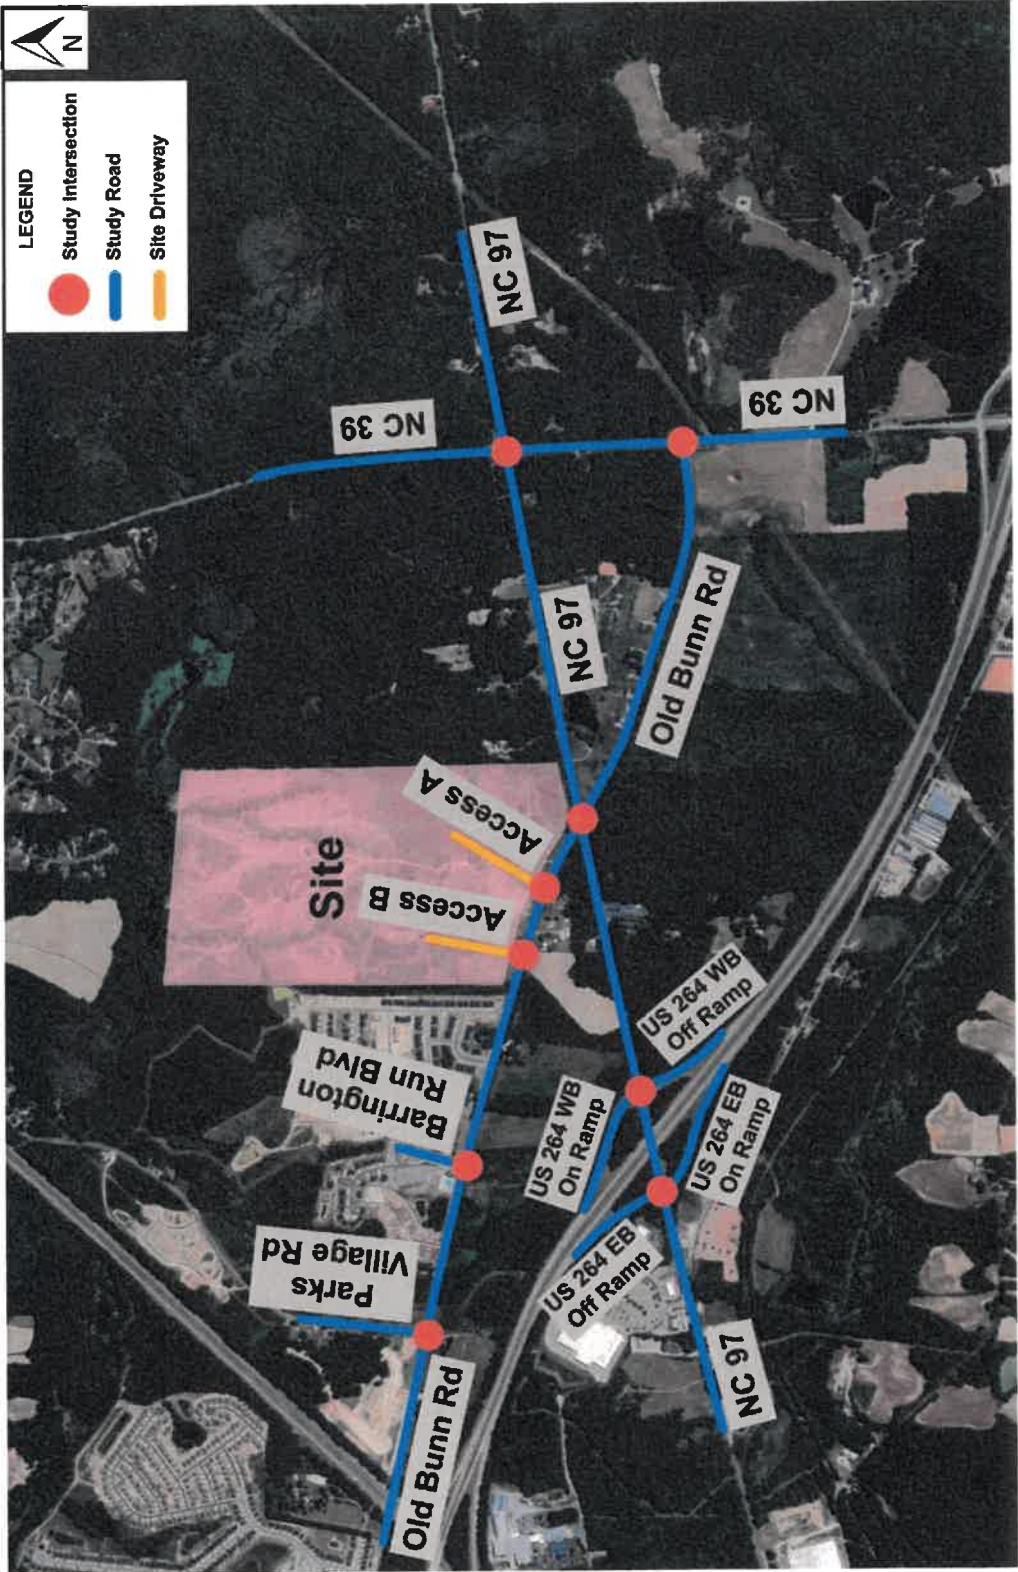 N
LEGEND
Study Intersection
Study Road
Site Driveway
NC 97
NC 39
NC 39
NC 97
Old Bunn Rd
Access A
Site
Access B
US 264 WB
Off Ramp
Barrington
Run Blvd
US 264 WB
On Ramp
US 264 EB
On Ramp
Parks
Village Rd
US 264 EB
Off Ramp
Old Bunn Rd
NC 97